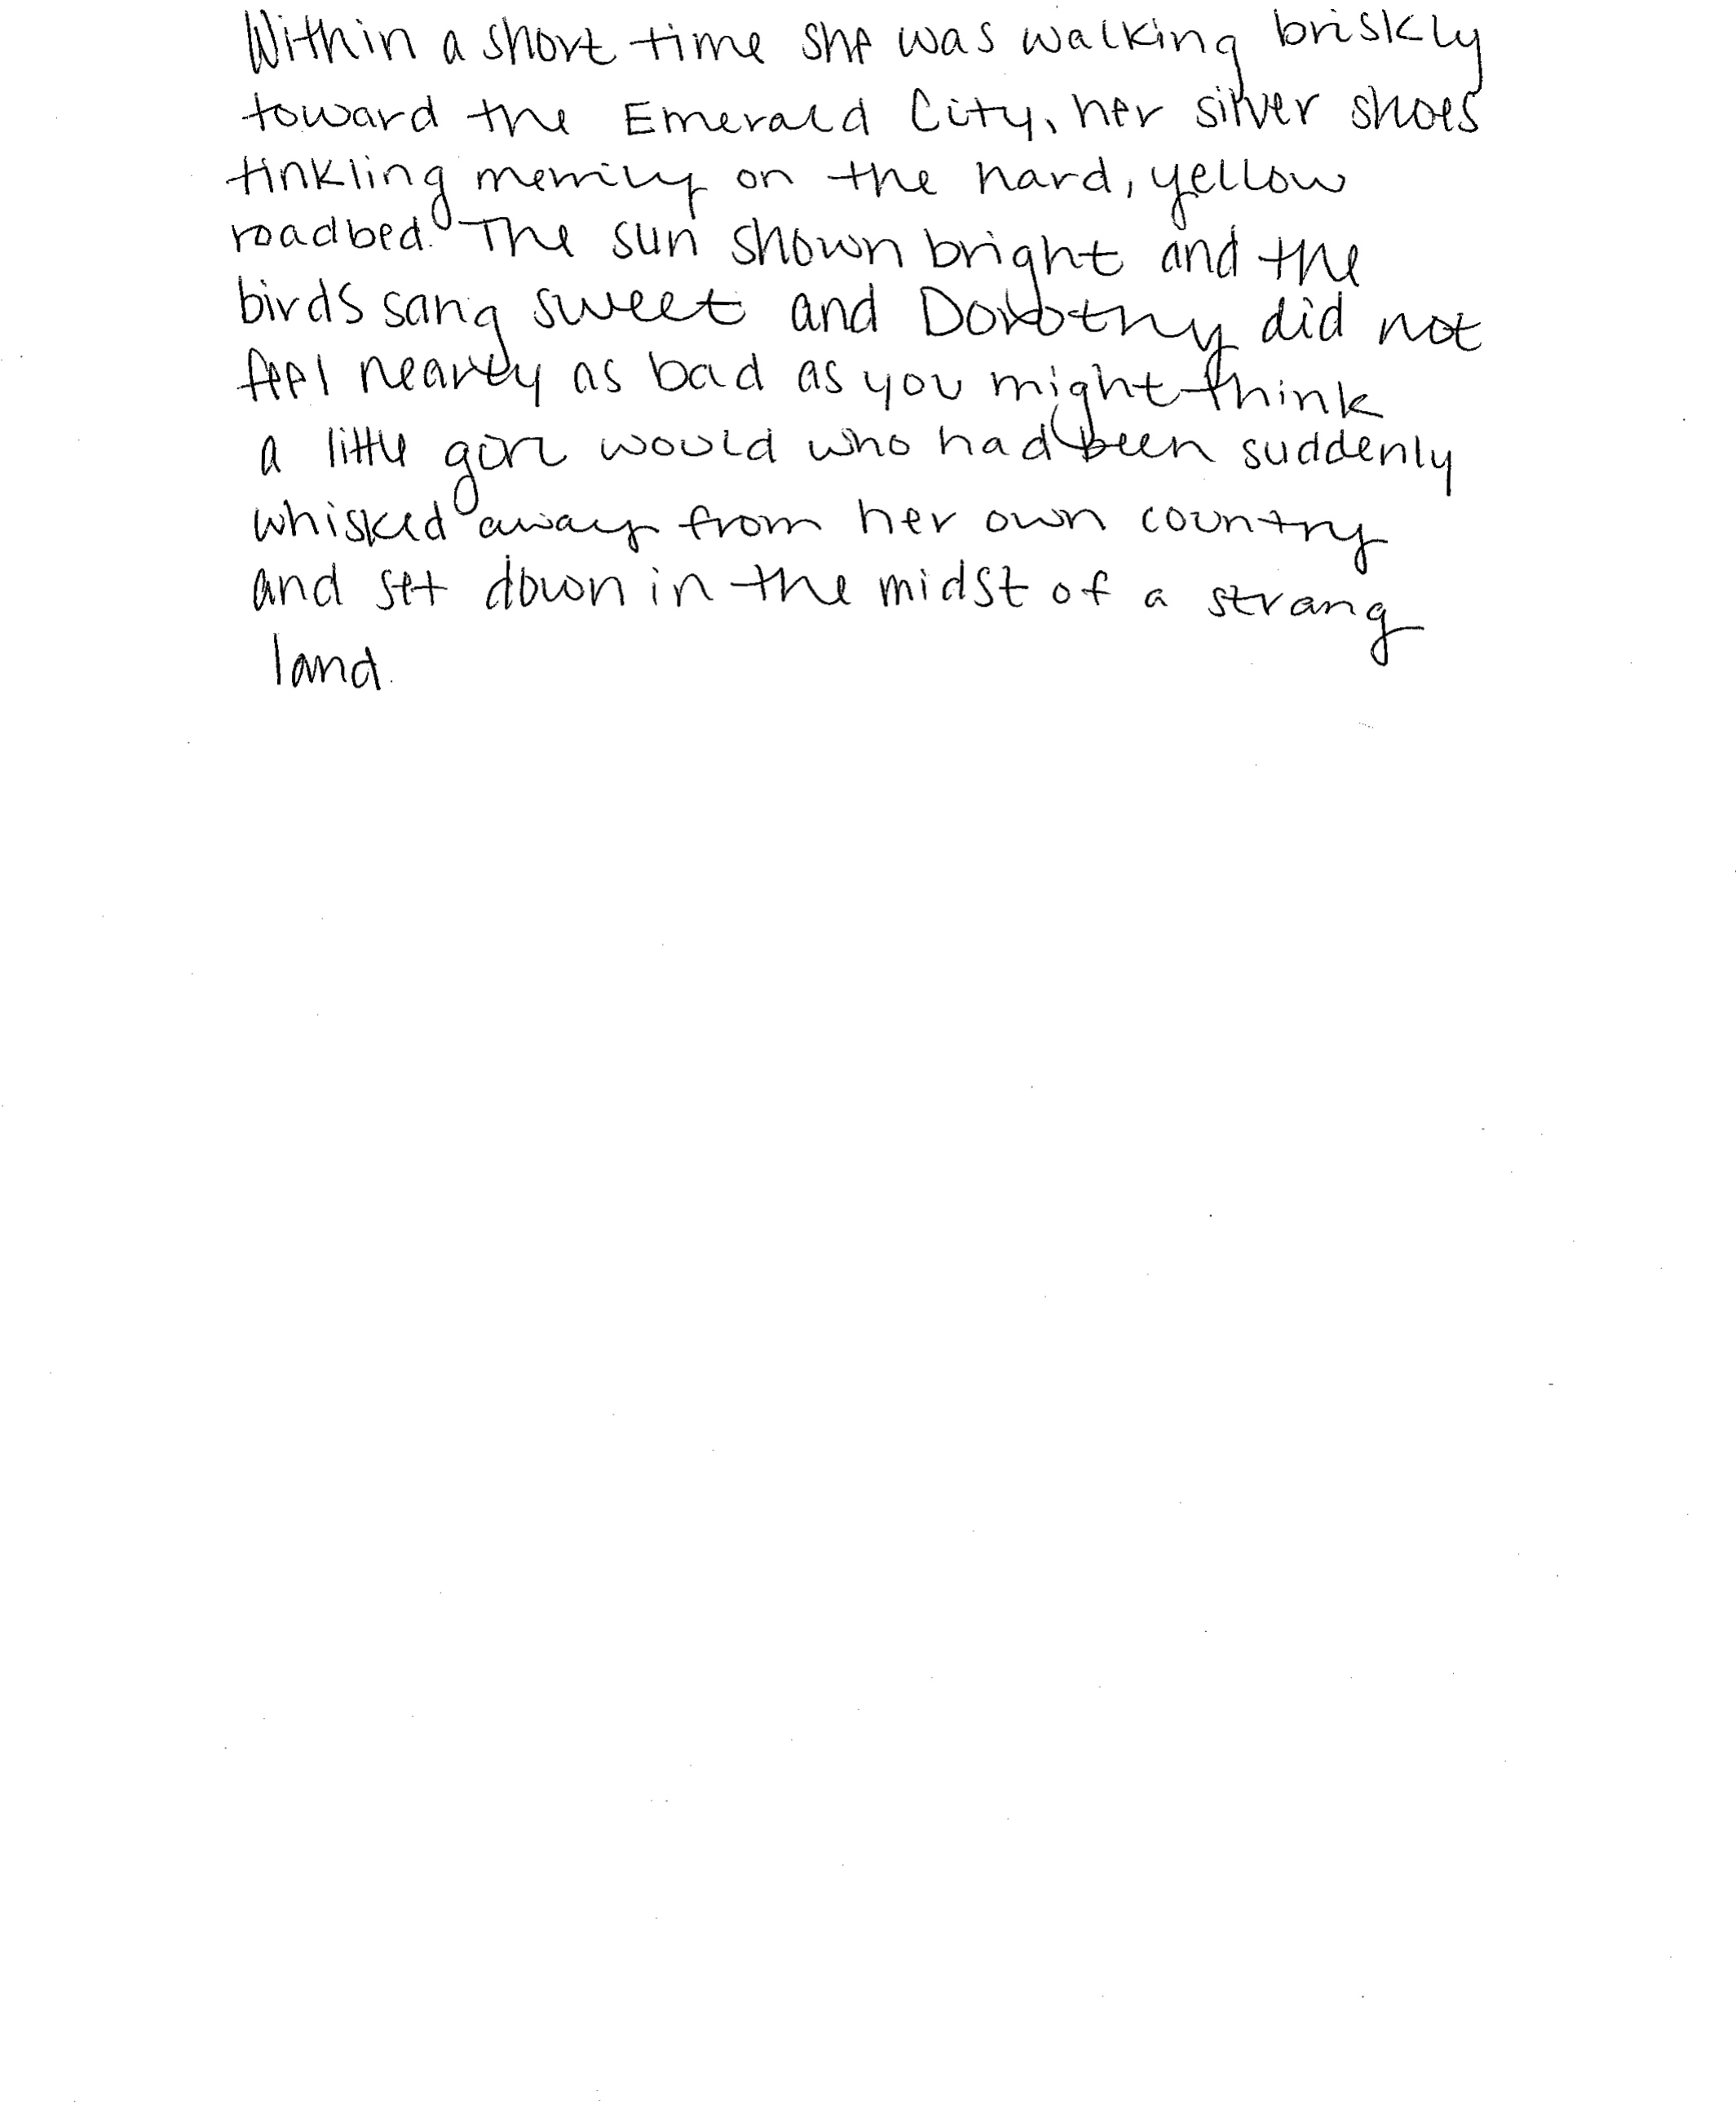 Within a short time she was walking briskly
toward the Emerald City, her silver shoes
tinkling merrily on the hard, yellow
roadbed. The sun shown bright and the
birds sang sweet and Dorothy did not
feel nearly as bad as you might think
a little girl would who had been suddenly
whisked away from her own country
and set down in the midst of a strang
land.